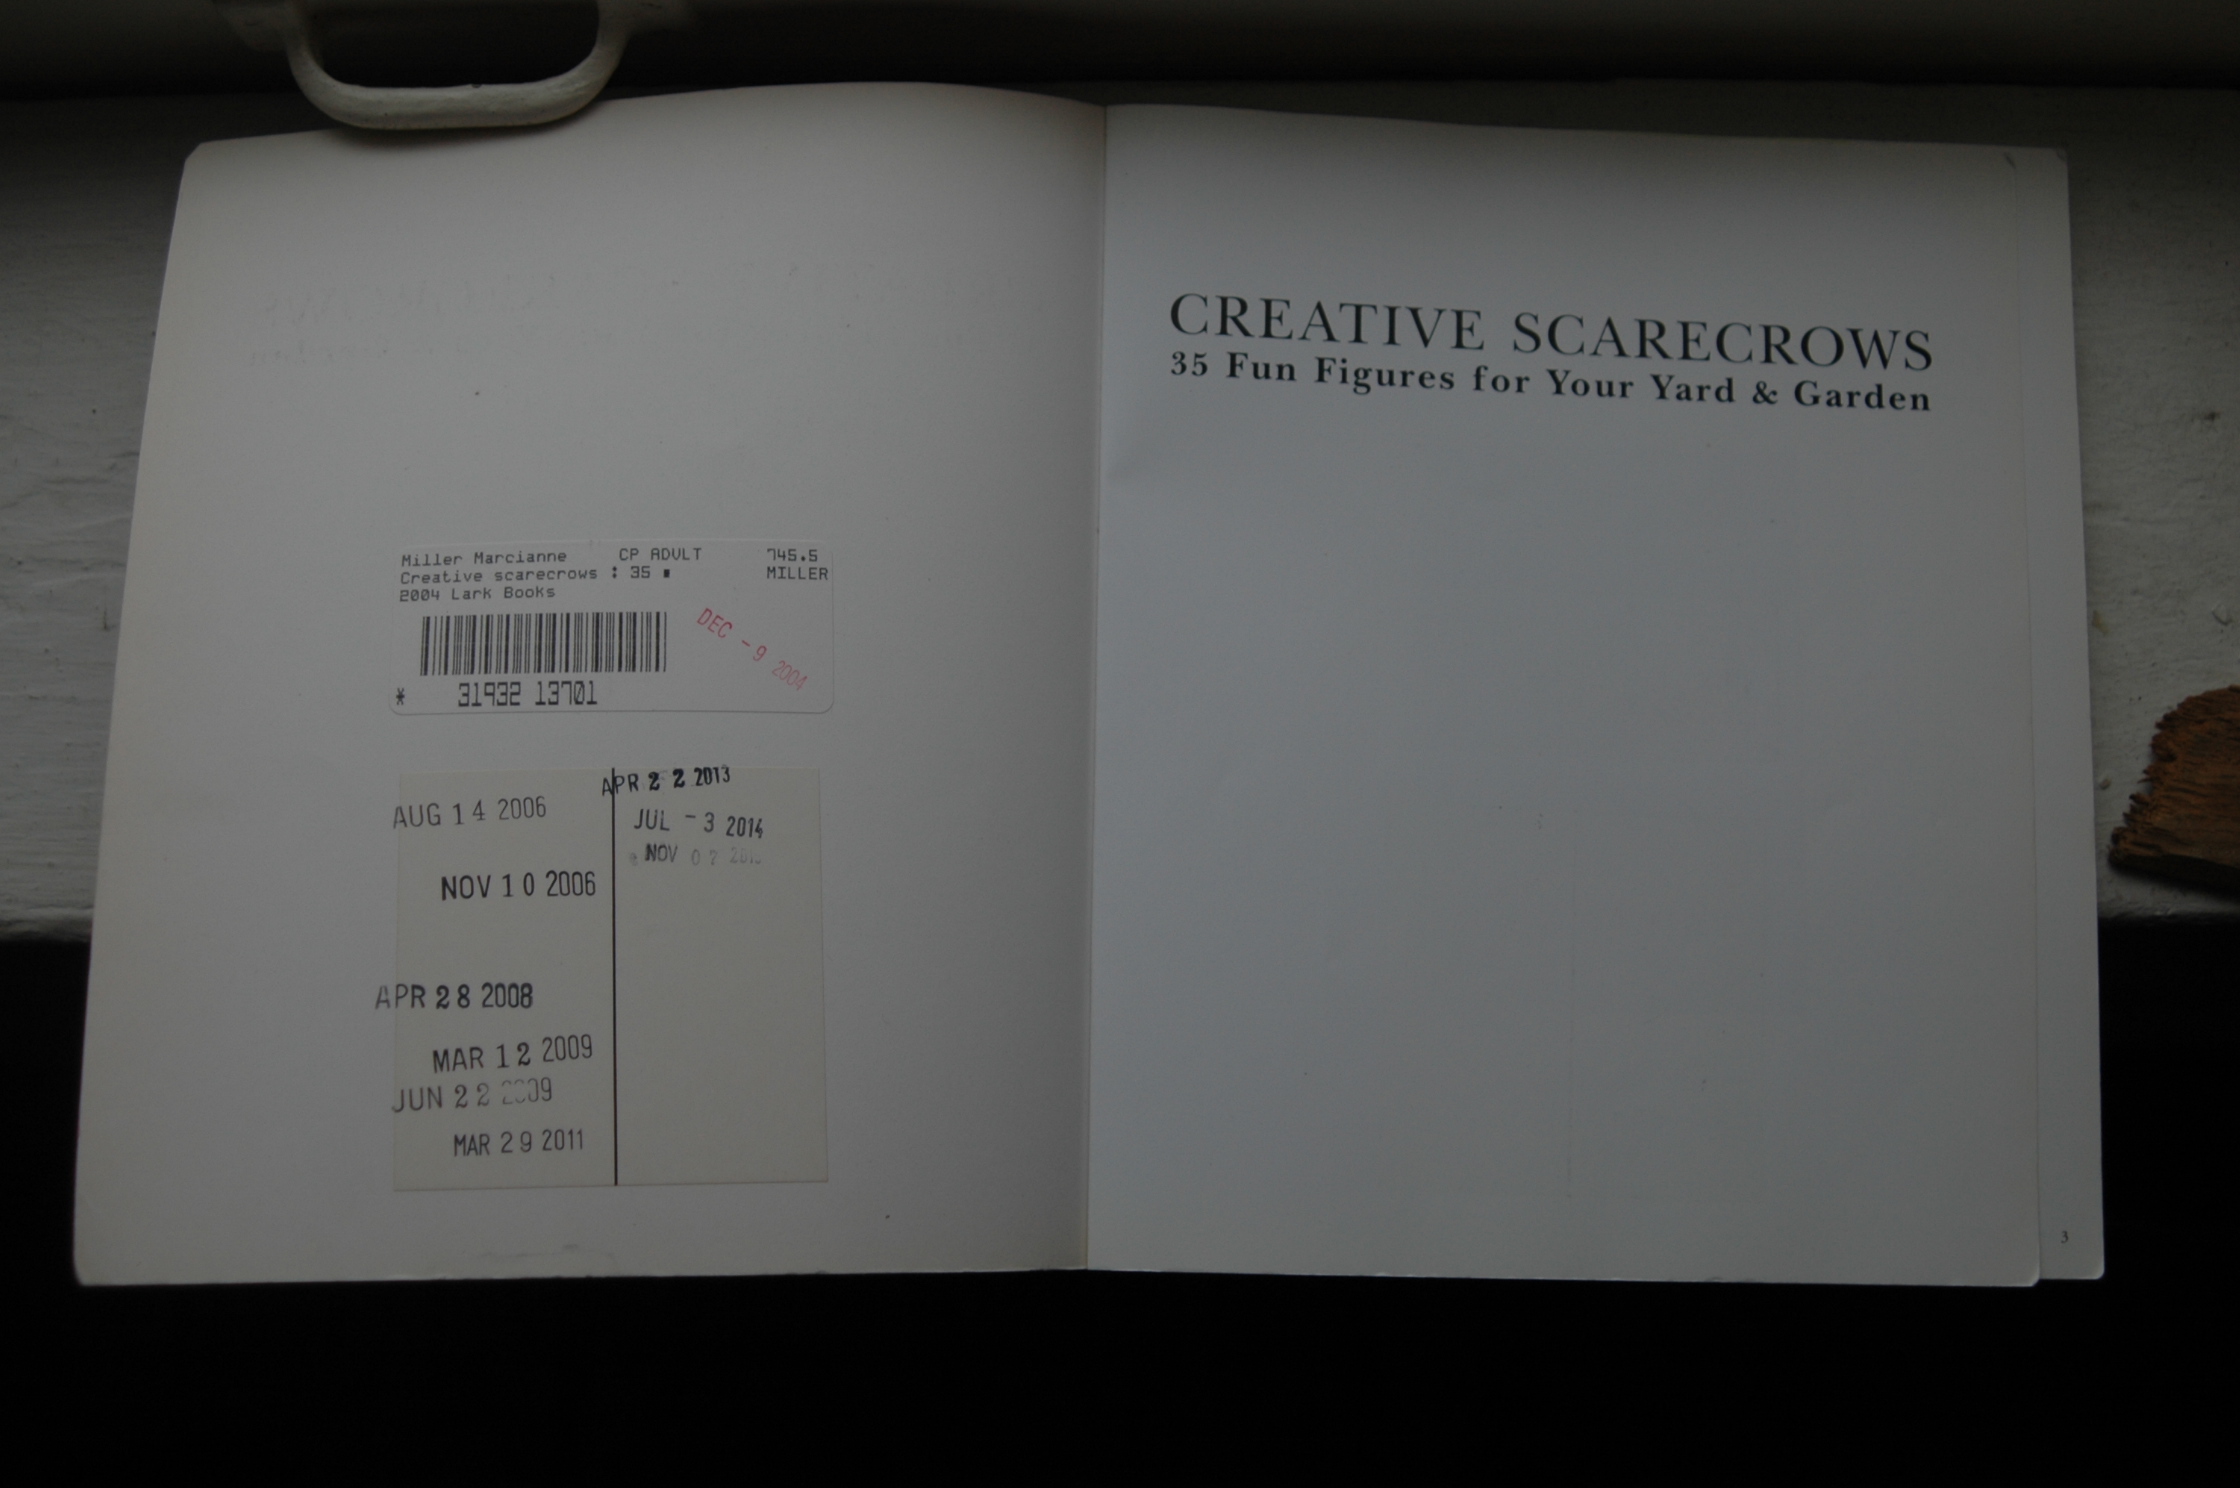 Miller Marcianne CP ADULT 745.5
Creative scarecrows : 35 MILLER
2004 Lark Books
DEC - 9 2004
* 31932 13701
AUG 14 2006
NOV 10 2006
APR 28 2008
MAR 12 2009
JUN 22 2009
MAR 29 2011
APR 22 2013
JUL - 3 2014
NOV 07
CREATIVE SCARECROWS
35 Fun Figures for Your Yard & Garden
3